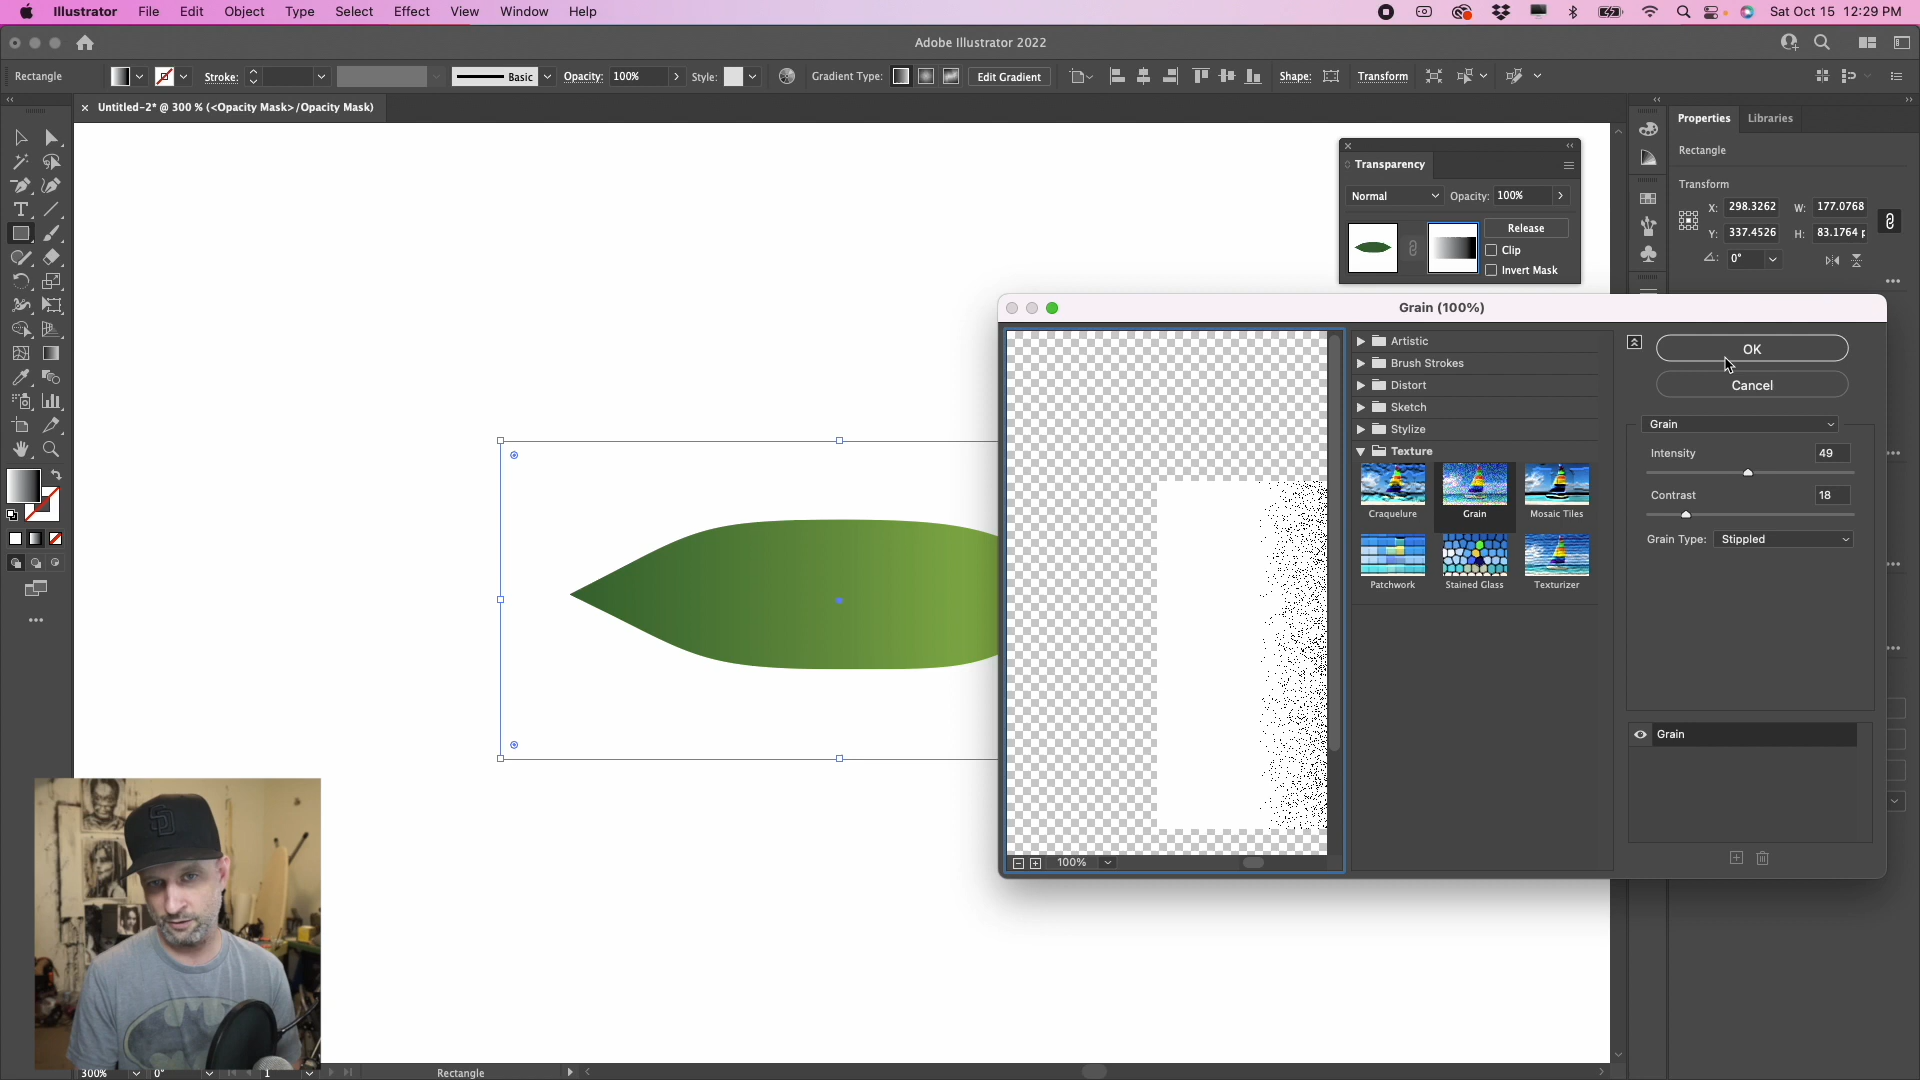 Illustrator File Edit Object Type Select Effect View Window Help Sat Oct 15 12:29 PM
Adobe Illustrator 2022
Rectangle Stroke: Basic Opacity: 100% Style: Gradient Type: Edit Gradient Shape: Transform
Untitled-2* @ 300 % (<Opacity Mask>/Opacity Mask)
Properties Libraries
Rectangle
Transparency
Transform
Normal Opacity: 100%
X: 298.3262 W: 177.0768
Release
Y: 337.4526 H: 83.1764 p
Clip
0°
Invert Mask
Grain (100%)
Artistic
Brush Strokes
Distort
Sketch
Stylize
Texture
Craquelure Grain Mosaic Tiles
Patchwork Stained Glass Texturizer
OK
Cancel
Grain
Intensity 49
Contrast 18
Grain Type: Stippled
Grain
100%
300% 0° 1 Rectangle